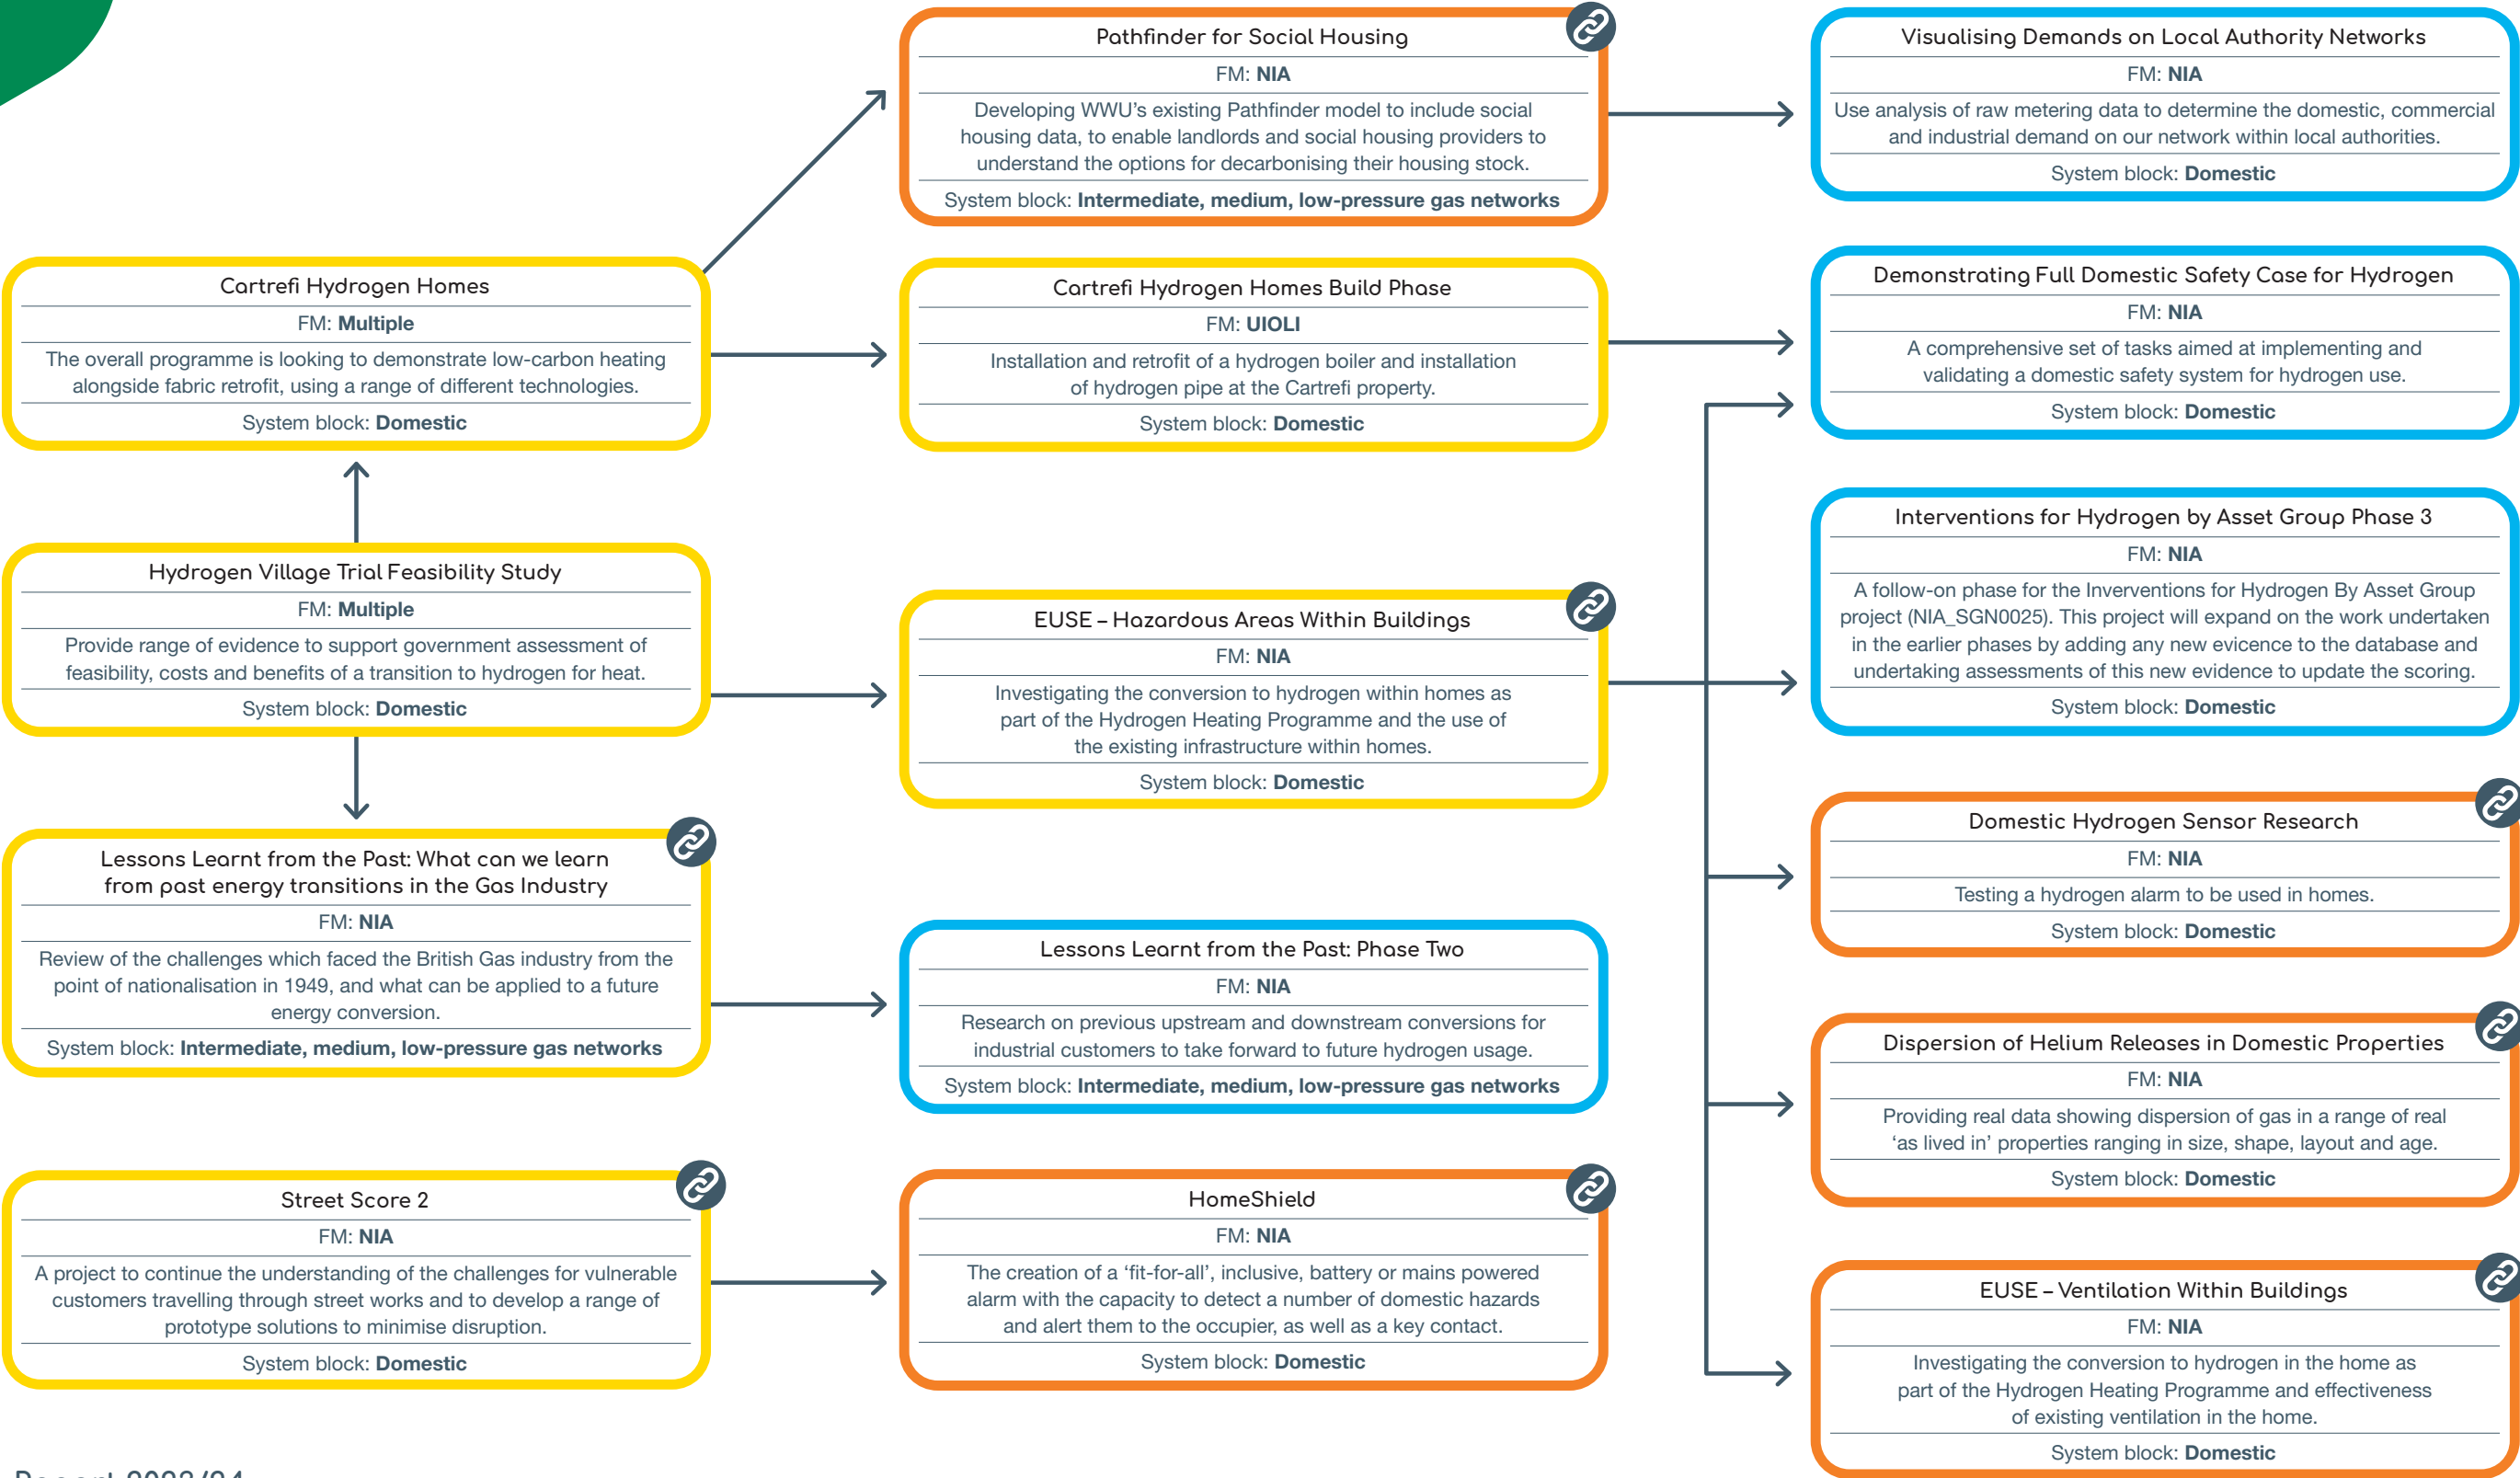 Pathfinder for Social Housing
FM: NIA
Developing WWU's existing Pathfinder model to include social
housing data, to enable landlords and social housing providers to
understand the options for decarbonising their housing stock.
System block: Intermediate, medium, low-pressure gas networks
Visualising Demands on Local Authority Networks
FM: NIA
Use analysis of raw metering data to determine the domestic, commercial
and industrial demand on our network within local authorities.
System block: Domestic
Cartrefi Hydrogen Homes
FM: Multiple
The overall programme is looking to demonstrate low-carbon heating
alongside fabric retrofit, using a range of different technologies.
System block: Domestic
Cartrefi Hydrogen Homes Build Phase
FM: UIOLI
Installation and retrofit of a hydrogen boiler and installation
of hydrogen pipe at the Cartrefi property.
System block: Domestic
Demonstrating Full Domestic Safety Case for Hydrogen
FM: NIA
A comprehensive set of tasks aimed at implementing and
validating a domestic safety system for hydrogen use.
System block: Domestic
Hydrogen Village Trial Feasibility Study
FM: Multiple
Provide range of evidence to support government assessment of
feasibility, costs and benefits of a transition to hydrogen for heat.
System block: Domestic
EUSE – Hazardous Areas Within Buildings
FM: NIA
Investigating the conversion to hydrogen within homes as
part of the Hydrogen Heating Programme and the use of
the existing infrastructure within homes.
System block: Domestic
Interventions for Hydrogen by Asset Group Phase 3
FM: NIA
A follow-on phase for the Inverventions for Hydrogen By Asset Group
project (NIA_SGN0025). This project will expand on the work undertaken
in the earlier phases by adding any new evicence to the database and
undertaking assessments of this new evidence to update the scoring.
System block: Domestic
Lessons Learnt from the Past: What can we learn
from past energy transitions in the Gas Industry
FM: NIA
Review of the challenges which faced the British Gas industry from the
point of nationalisation in 1949, and what can be applied to a future
energy conversion.
System block: Intermediate, medium, low-pressure gas networks
Lessons Learnt from the Past: Phase Two
FM: NIA
Research on previous upstream and downstream conversions for
industrial customers to take forward to future hydrogen usage.
System block: Intermediate, medium, low-pressure gas networks
Domestic Hydrogen Sensor Research
FM: NIA
Testing a hydrogen alarm to be used in homes.
System block: Domestic
Dispersion of Helium Releases in Domestic Properties
FM: NIA
Providing real data showing dispersion of gas in a range of real
‘as lived in’ properties ranging in size, shape, layout and age.
System block: Domestic
Street Score 2
FM: NIA
A project to continue the understanding of the challenges for vulnerable
customers travelling through street works and to develop a range of
prototype solutions to minimise disruption.
System block: Domestic
HomeShield
FM: NIA
The creation of a ‘fit-for-all’, inclusive, battery or mains powered
alarm with the capacity to detect a number of domestic hazards
and alert them to the occupier, as well as a key contact.
System block: Domestic
EUSE – Ventilation Within Buildings
FM: NIA
Investigating the conversion to hydrogen in the home as
part of the Hydrogen Heating Programme and effectiveness
of existing ventilation in the home.
System block: Domestic
Report 2023/24